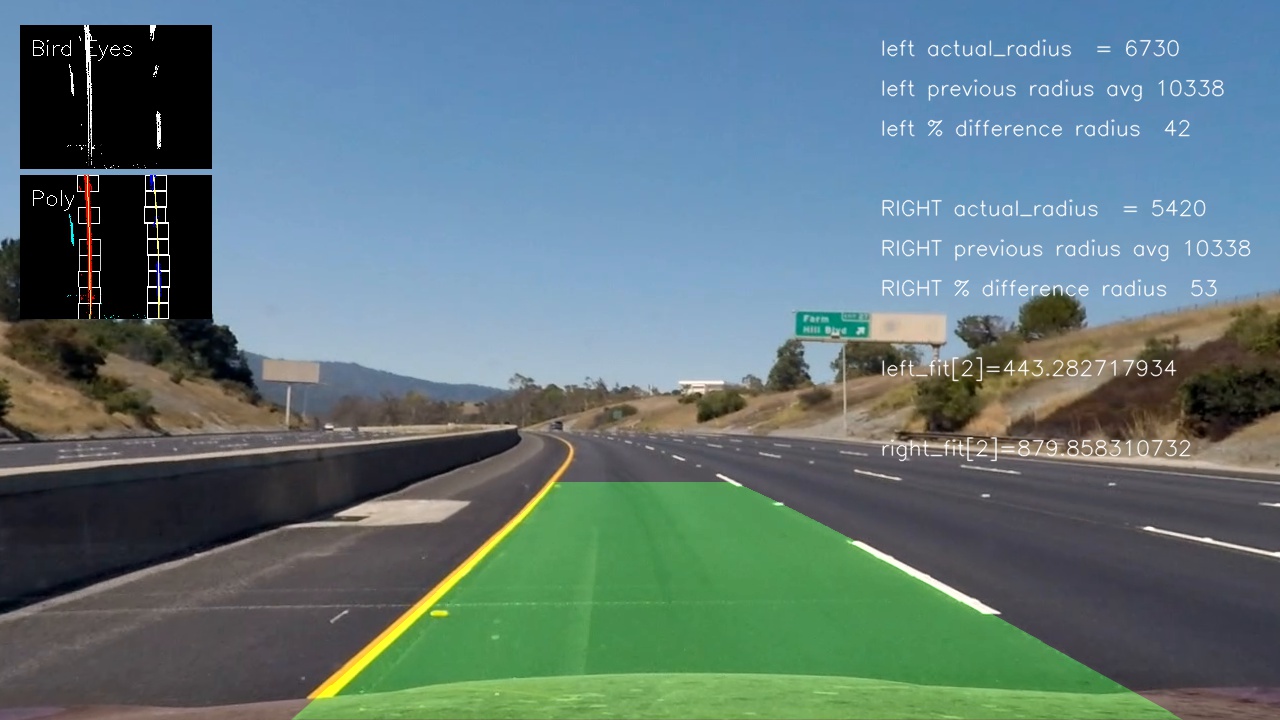 Bird Eyes
Poly
left actual_radius = 6730
left previous radius avg 10338
left % difference radius 42
RIGHT actual_radius = 5420
RIGHT previous radius avg 10338
RIGHT % difference radius 53
Farm
Hill Blvd
left_fit[2]=443.282717934
right_fit[2]=879.858310732